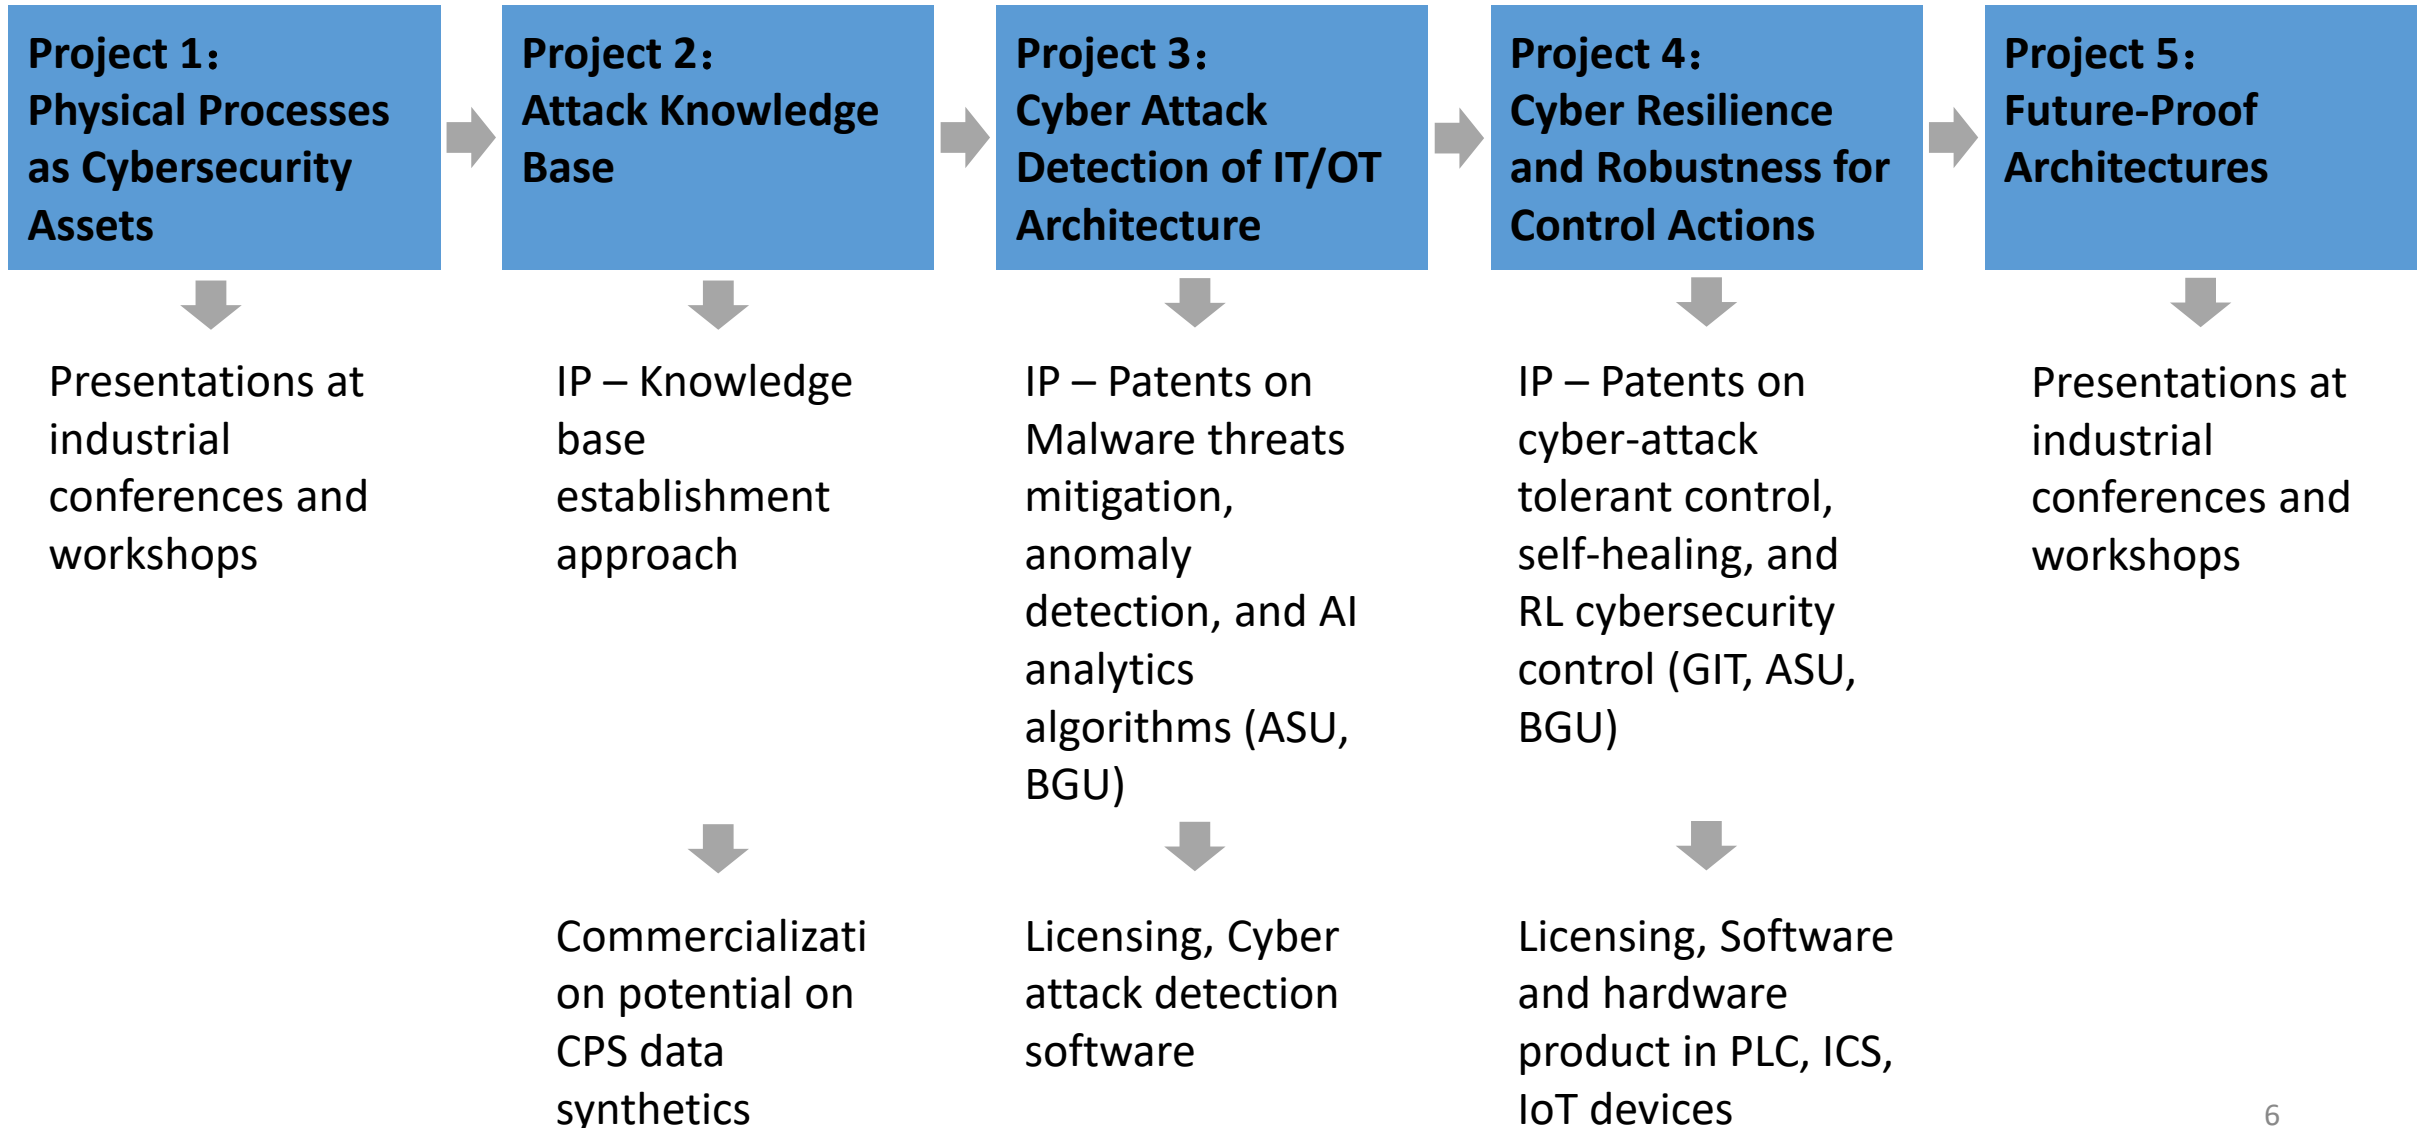 Project 1：
Physical Processes
as Cybersecurity
Assets
Project 2：
Attack Knowledge
Base
Project 3：
Cyber Attack
Detection of IT/OT
Architecture
Project 4：
Cyber Resilience
and Robustness for
Control Actions
Project 5：
Future-Proof
Architectures
Presentations at
industrial
conferences and
workshops
IP – Knowledge
base
establishment
approach
IP – Patents on
Malware threats
mitigation,
anomaly
detection, and AI
analytics
algorithms (ASU,
BGU)
IP – Patents on
cyber-attack
tolerant control,
self-healing, and
RL cybersecurity
control (GIT, ASU,
BGU)
Presentations at
industrial
conferences and
workshops
Commercializati
on potential on
CPS data
synthetics
Licensing, Cyber
attack detection
software
Licensing, Software
and hardware
product in PLC, ICS,
IoT devices
6